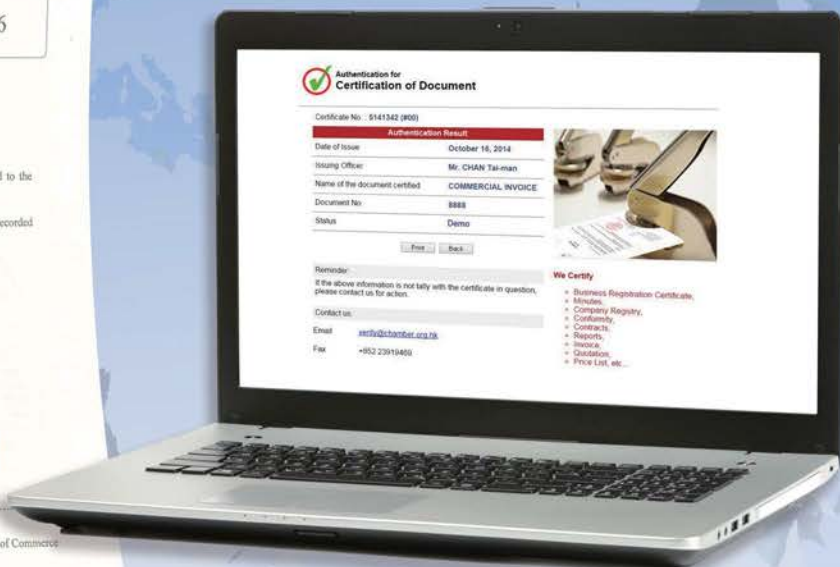 6
d to the
ecorded
of Commerce
Authentication for
Certification of Document
Certificate No. : 5141342 (#00)
Authentication Result
Date of Issue October 16, 2014
Issuing Officer Mr. CHAN Tai-man
Name of the document certified COMMERCIAL INVOICE
Document No 8888
Status Demo
Print Back
Reminder:
If the above information is not tally with the certificate in question,
please contact us for action.
Contact us:
Email verify@chamber.org.hk
Fax +852 23919469
We Certify
Business Registration Certificate,
Minutes,
Company Registry,
Conformity,
Contracts,
Reports,
Invoice,
Quotation,
Price List, etc...